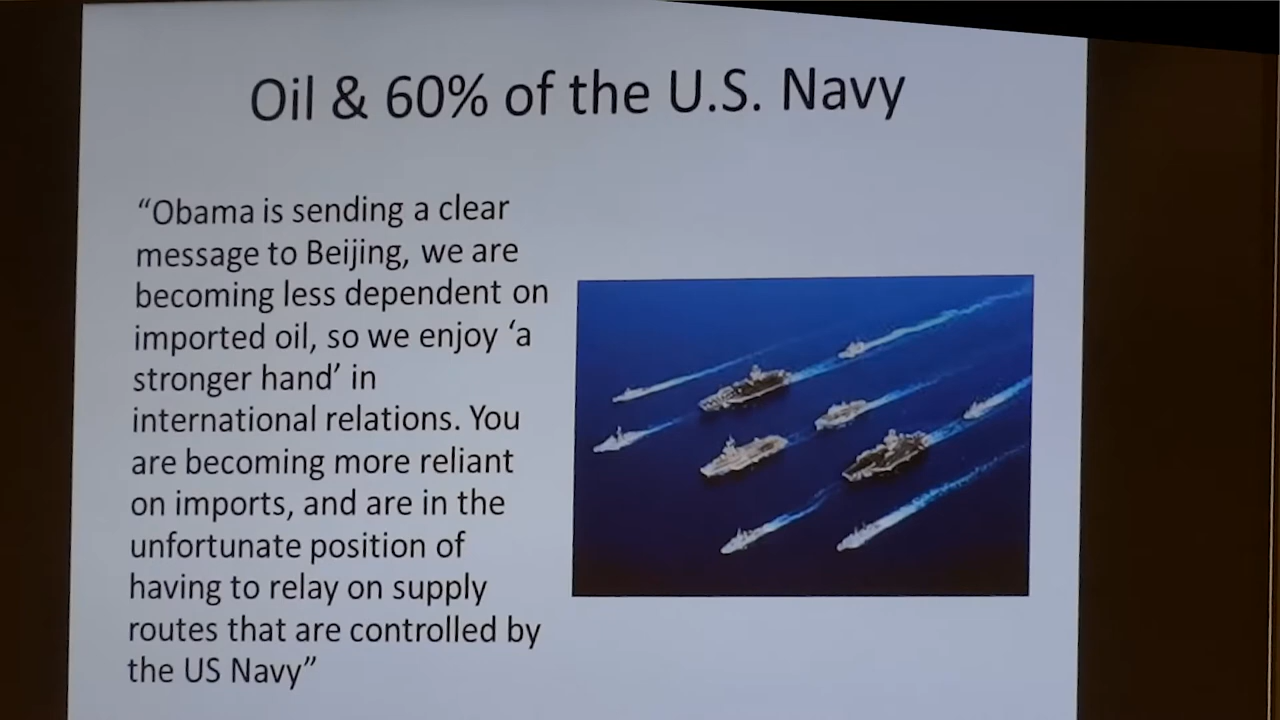 Oil & 60% of the U.S. Navy
“Obama is sending a clear
message to Beijing, we are
becoming less dependent on
imported oil, so we enjoy ‘a
stronger hand’ in
international relations. You
are becoming more reliant
on imports, and are in the
unfortunate position of
having to relay on supply
routes that are controlled by
the US Navy”